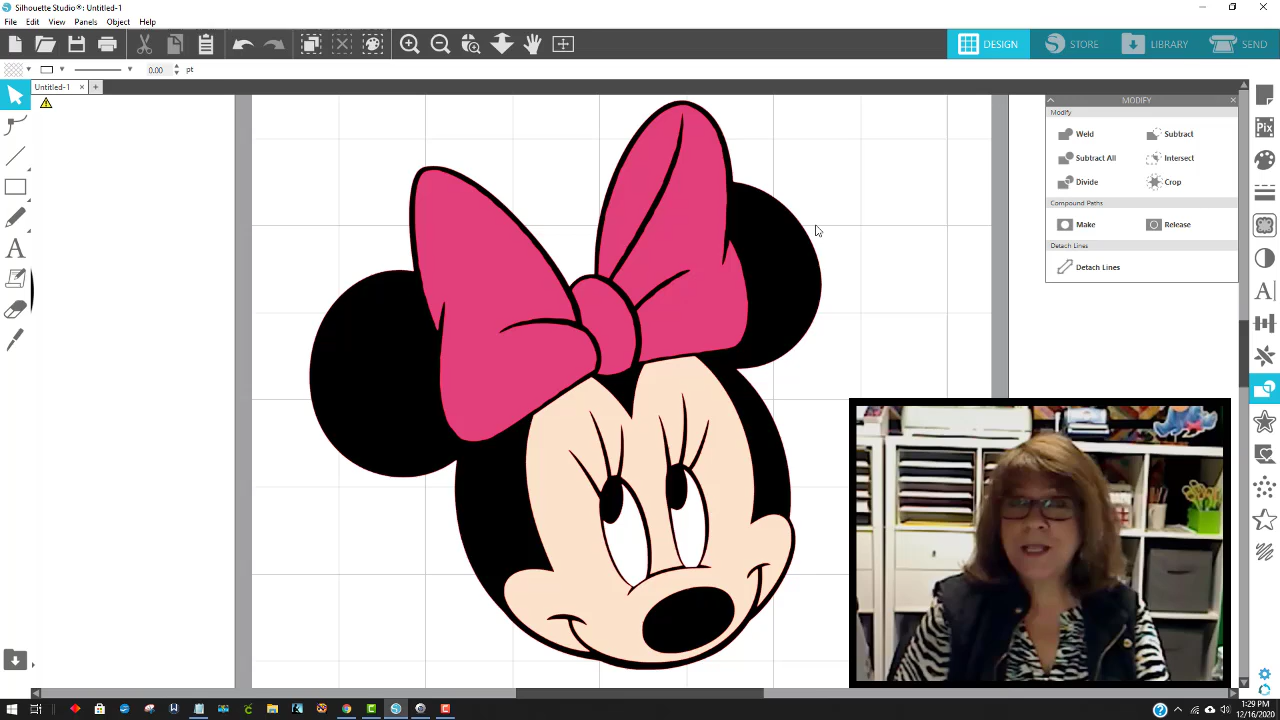 Silhouette Studio®: Untitled-1
File Edit View Panels Object Help
DESIGN STORE LIBRARY SEND
0.00 pt
Untitled-1
MODIFY
Modify
Weld Subtract
Subtract All Intersect
Divide Crop
Compound Paths
Make Release
Detach Lines
Detach Lines
Pix
A
A
1:29 PM
12/16/2020